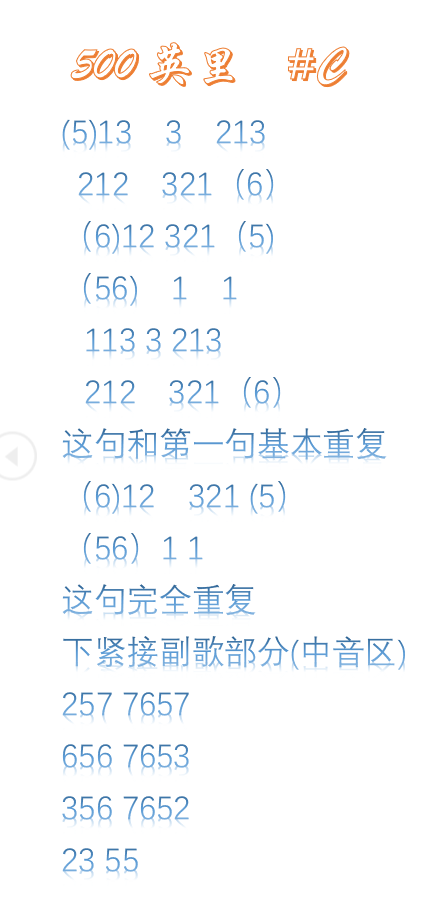 500 英里 #C
(5)13 3 213
212 321（6）
（6)12 321（5)
（56) 1 1
113 3 213
212 321（6）
这句和第一句基本重复
（6)12 321 (5）
（56）1 1
这句完全重复
下紧接副歌部分(中音区)
257 7657
656 7653
356 7652
23 55